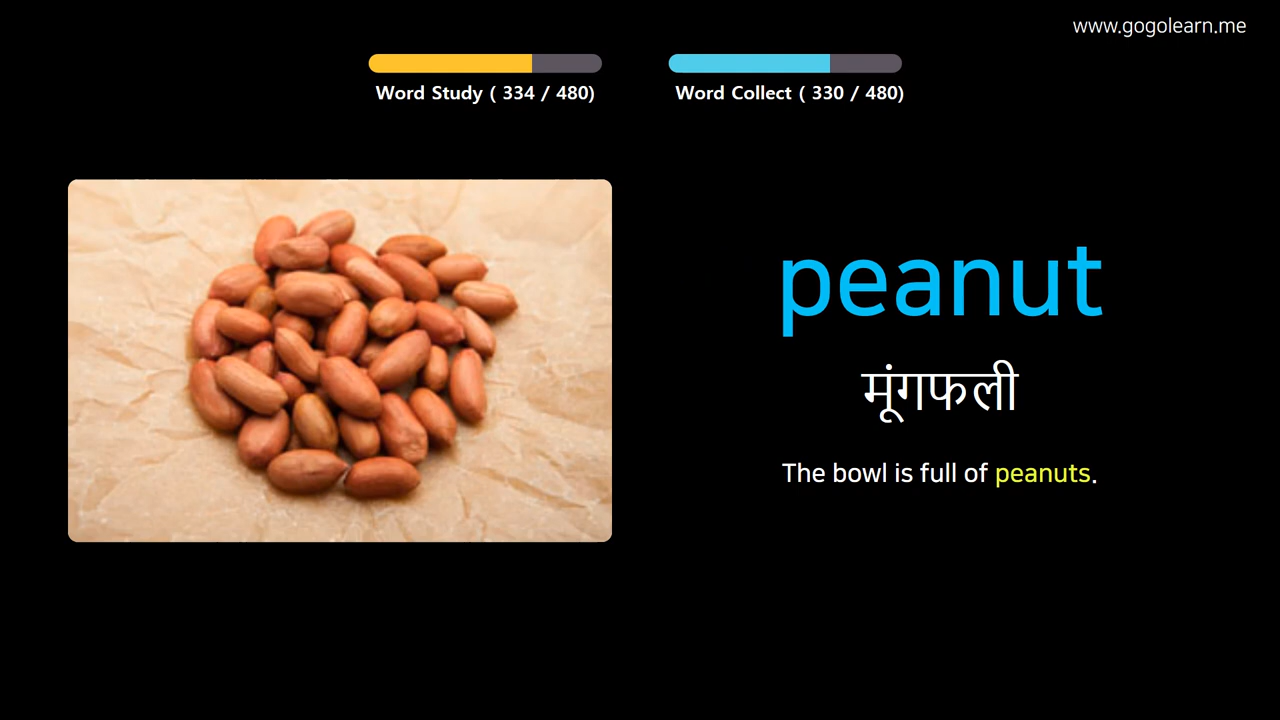 www.gogolearn.me
Word Study ( 334 / 480)
Word Collect ( 330 / 480)
peanut
मूंगफली
The bowl is full of peanuts.